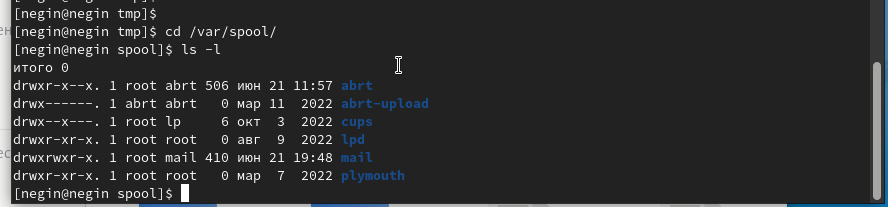 [negin@negin tmp]$
[negin@negin tmp]$ cd /var/spool/
[negin@negin spool]$ ls -l
итого 0
drwxr-x--x. 1 root abrt 506 июн 21 11:57 abrt
drwx------. 1 abrt abrt   0 мар 11  2022 abrt-upload
drwx--x---. 1 root lp     6 окт  3  2022 cups
drwxr-xr-x. 1 root root   0 авг  9  2022 lpd
drwxrwxr-x. 1 root mail 410 июн 21 19:48 mail
drwxr-xr-x. 1 root root   0 мар  7  2022 plymouth
[negin@negin spool]$